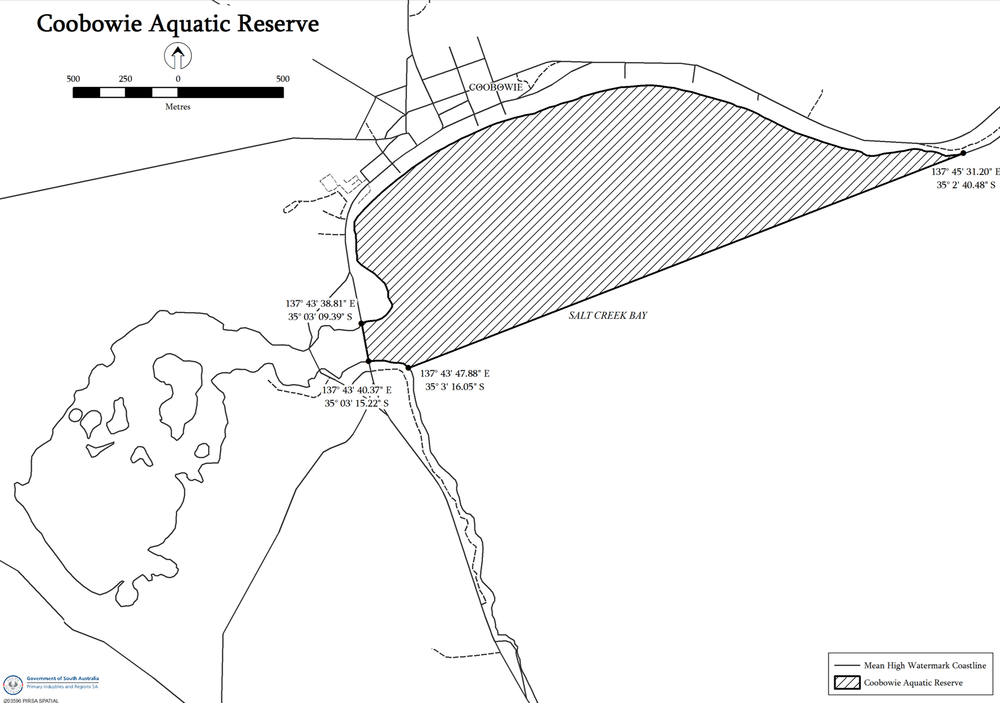 Coobowie Aquatic Reserve
500 250 0 500
Metres
COOBOWIE
137° 45' 31.20" E
35° 2' 40.48" S
137° 43' 38.81" E
35° 03' 09.39" S
SALT CREEK BAY
137° 43' 47.88" E
35° 3' 16.05" S
137° 43' 40.37" E
35° 03' 15.22" S
Mean High Watermark Coastline
Coobowie Aquatic Reserve
Government of South Australia
Primary Industries and Regions SA
j203596 PIRSA SPATIAL